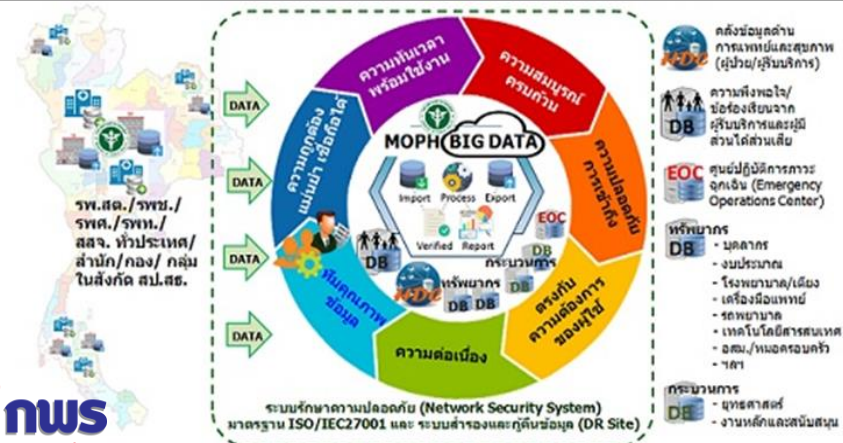 รพ.สต./รพช./
รพศ./รพท./
สสจ. ทั่วประเทศ/
สำนัก/กอง/ กลุ่ม
ในสังกัด สป.สธ.
กพร
DATA
DATA
DATA
DATA
ความทันเวลา
พร้อมใช้งาน
ความสมบูรณ์
ครบถ้วน
ความปลอดภัย
การเข้าถึง
ตรงกับ
ความต้องการ
ของผู้ใช้
ความต่อเนื่อง
ทีมคุณภาพ
ข้อมูล
ความถูกต้อง
แม่นยำ เชื่อถือได้
MOPH BIG DATA
Import Process Export
Verified Report
EOC
DB
กระบวนการ
DB
DB
HDC
ทรัพยากร
DB DB
ระบบรักษาความปลอดภัย (Network Security System)
มาตรฐาน ISO/IEC27001 และ ระบบสำรองและกู้คืนข้อมูล (DR Site)
HDC
คลังข้อมูลด้าน
การแพทย์และสุขภาพ
(ผู้ป่วย/ผู้รับบริการ)
DB
ความพึงพอใจ/
ข้อร้องเรียนจาก
ผู้รับบริการและผู้มี
ส่วนได้ส่วนเสีย
EOC
ศูนย์ปฏิบัติการภาวะ
ฉุกเฉิน (Emergency
Operations Center)
ทรัพยากร
DB
- บุคลากร
- งบประมาณ
- โรงพยาบาล/เตียง
- เครื่องมือแพทย์
- รถพยาบาล
- เทคโนโลยีสารสนเทศ
- อสม./หมอครอบครัว
- ฯลฯ
กระบวนการ
DB
- ยุทธศาสตร์
- งานหลักและสนับสนุน